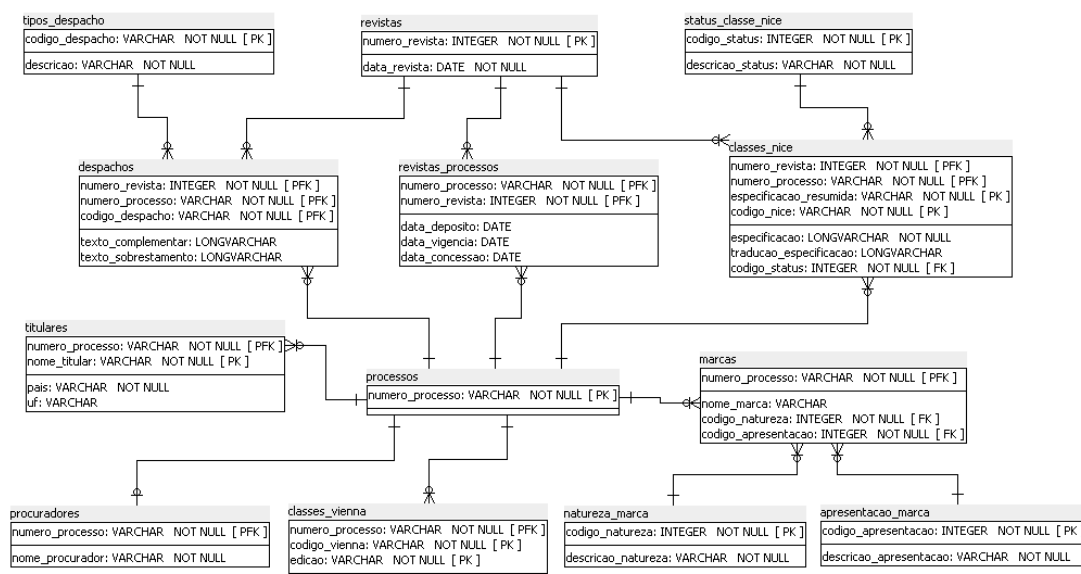 tipos_despacho
codigo_despacho: VARCHAR NOT NULL [ PK ]
descricao: VARCHAR NOT NULL
revistas
numero_revista: INTEGER NOT NULL [ PK ]
data_revista: DATE NOT NULL
status_classe_nice
codigo_status: INTEGER NOT NULL [ PK ]
descricao_status: VARCHAR NOT NULL
despachos
numero_revista: INTEGER NOT NULL [ PFK ]
numero_processo: VARCHAR NOT NULL [ PFK ]
codigo_despacho: VARCHAR NOT NULL [ PFK ]
texto_complementar: LONGVARCHAR
texto_sobrestamento: LONGVARCHAR
revistas_processos
numero_processo: VARCHAR NOT NULL [ PFK ]
numero_revista: INTEGER NOT NULL [ PFK ]
data_deposito: DATE
data_vigencia: DATE
data_concessao: DATE
classes_nice
numero_revista: INTEGER NOT NULL [ PFK ]
numero_processo: VARCHAR NOT NULL [ PFK ]
especificacao_resumida: VARCHAR NOT NULL [ PK ]
codigo_nice: VARCHAR NOT NULL [ PK ]
especificacao: LONGVARCHAR NOT NULL
traducao_especificacao: LONGVARCHAR
codigo_status: INTEGER NOT NULL [ FK ]
titulares
numero_processo: VARCHAR NOT NULL [ PFK ]
nome_titular: VARCHAR NOT NULL [ PK ]
pais: VARCHAR NOT NULL
uf: VARCHAR
processos
numero_processo: VARCHAR NOT NULL [ PK ]
marcas
numero_processo: VARCHAR NOT NULL [ PFK ]
nome_marca: VARCHAR
codigo_natureza: INTEGER NOT NULL [ FK ]
codigo_apresentacao: INTEGER NOT NULL [ FK ]
procuradores
numero_processo: VARCHAR NOT NULL [ PFK ]
nome_procurador: VARCHAR NOT NULL
classes_vienna
numero_processo: VARCHAR NOT NULL [ PFK ]
codigo_vienna: VARCHAR NOT NULL [ PK ]
edicao: VARCHAR NOT NULL [ PK ]
natureza_marca
codigo_natureza: INTEGER NOT NULL [ PK ]
descricao_natureza: VARCHAR NOT NULL
apresentacao_marca
codigo_apresentacao: INTEGER NOT NULL [ PK ]
descricao_apresentacao: VARCHAR NOT NULL